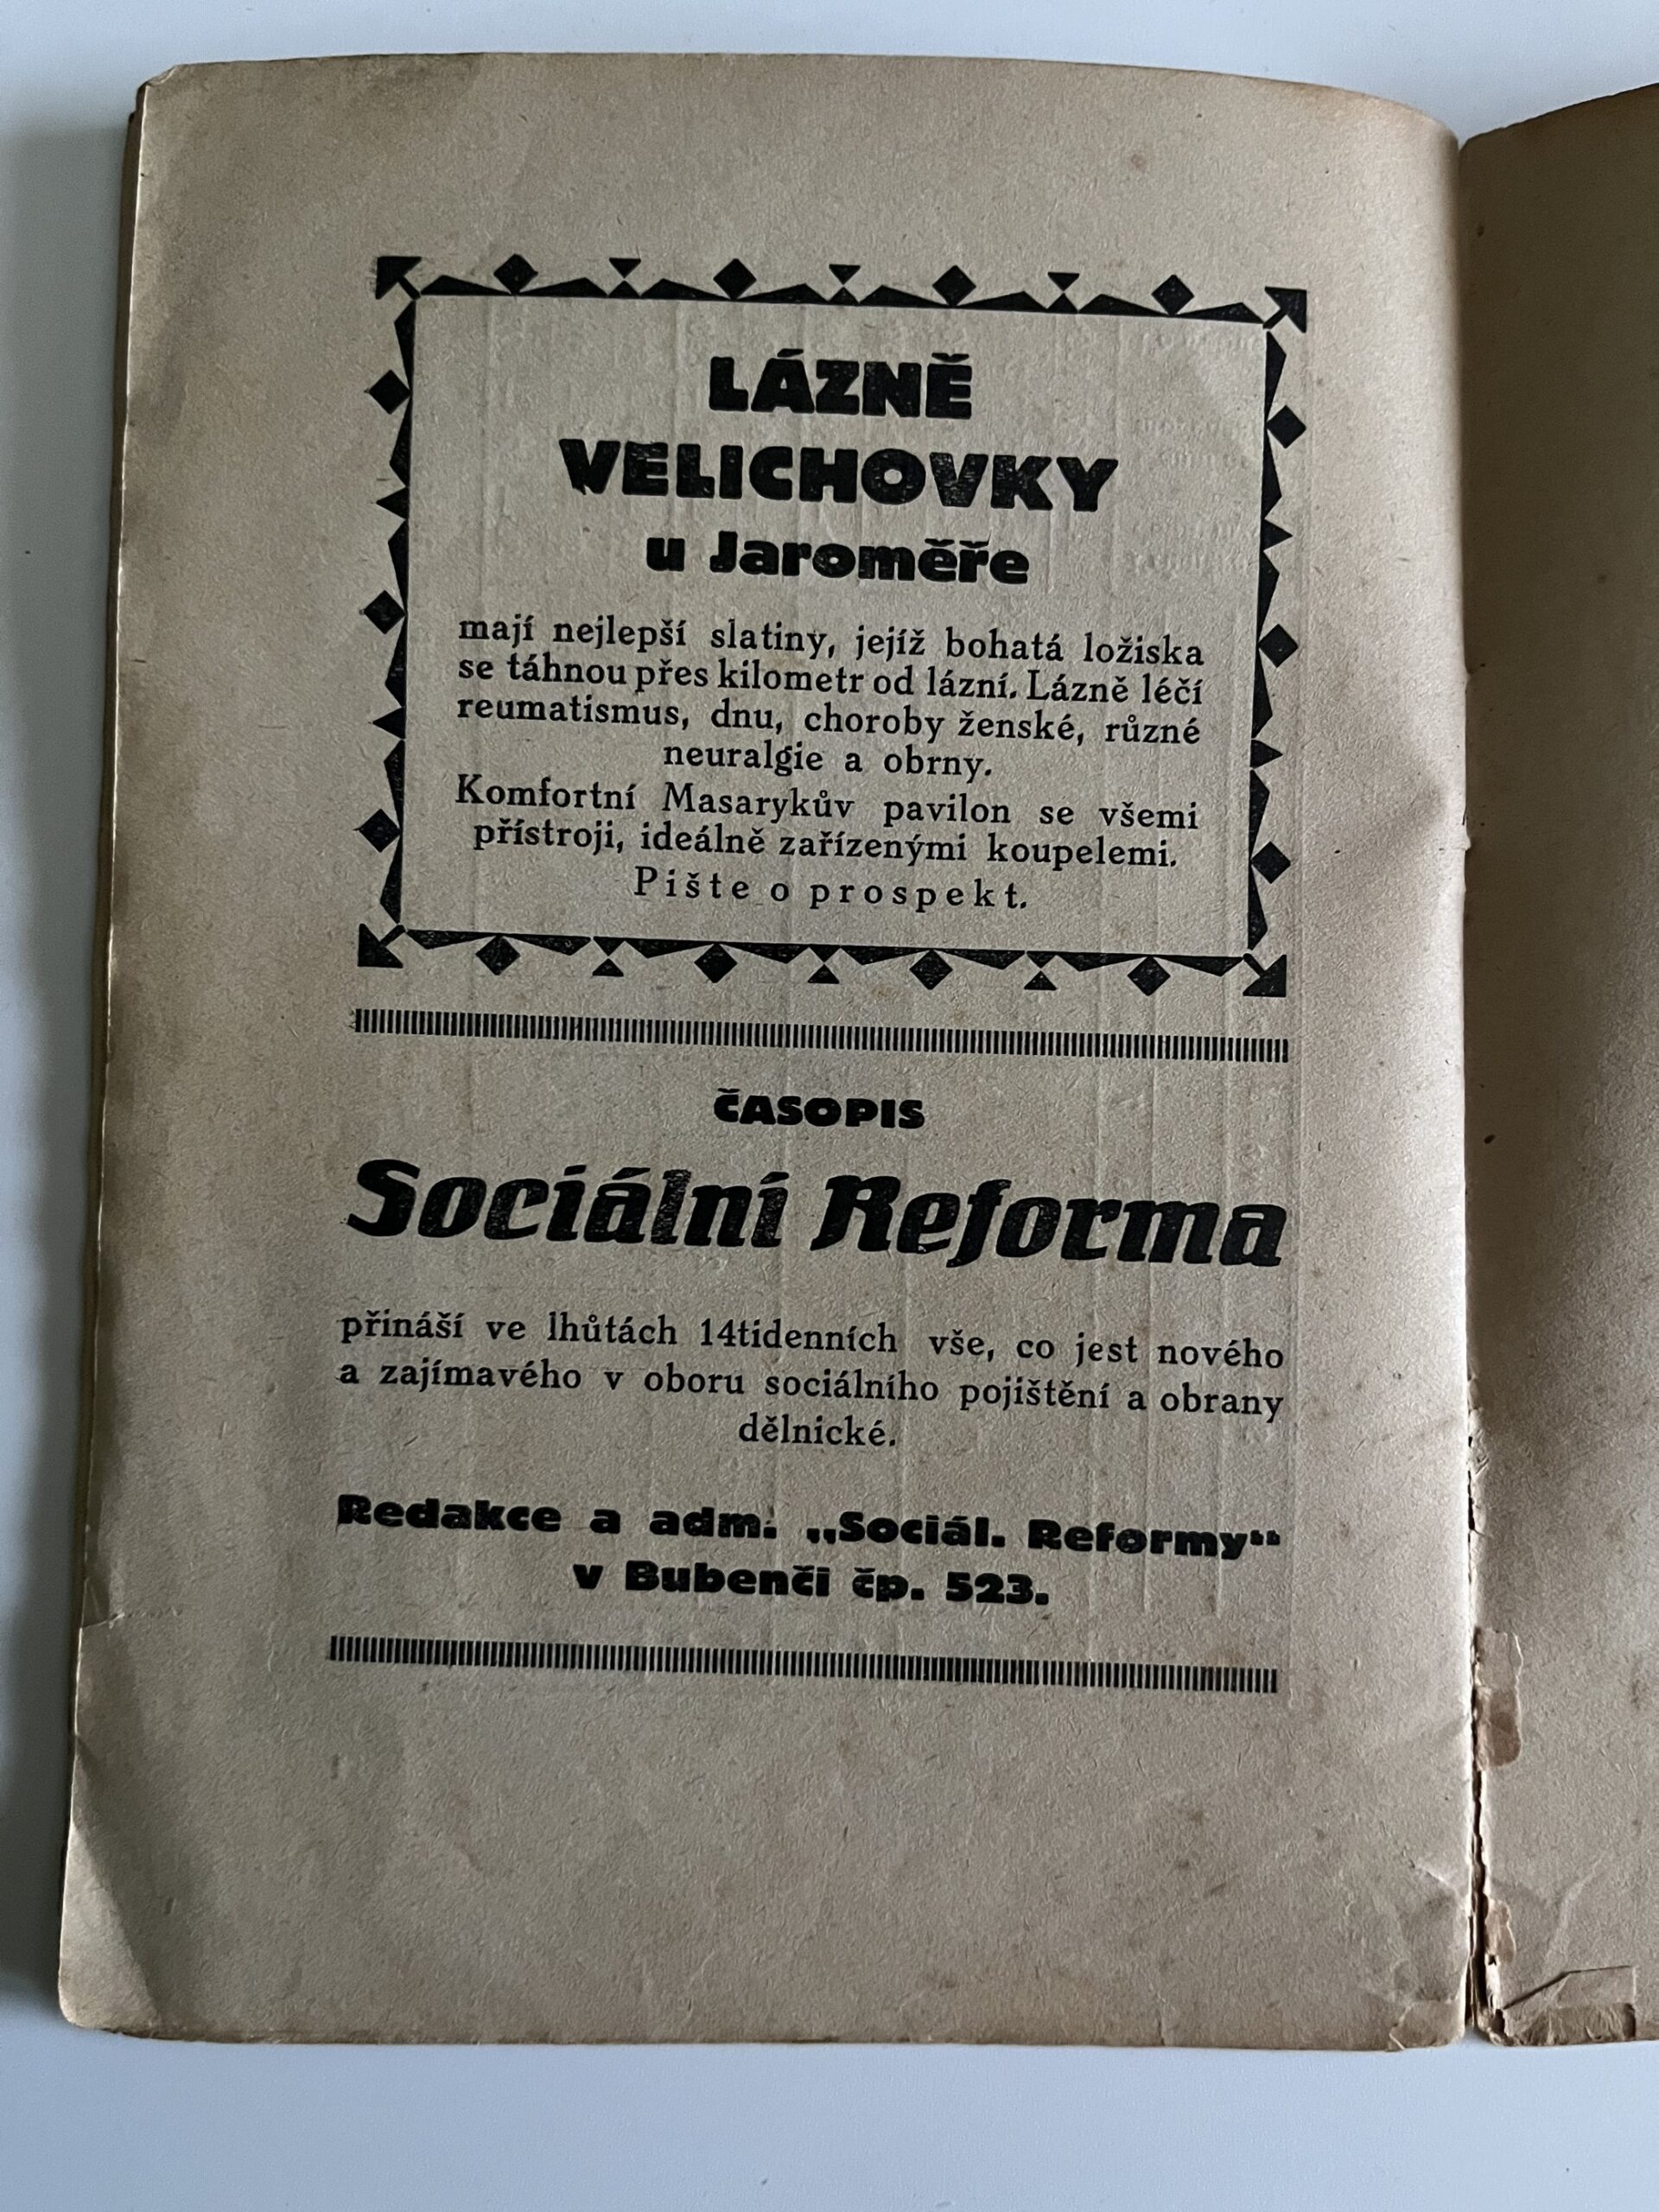 LÁZNĚ
VELICHOVKY
u Jaroměře
mají nejlepší slatiny, jejíž bohatá ložiska
se táhnou přes kilometr od lázní. Lázně léčí
reumatismus, dnu, choroby ženské, různé
neuralgie a obrny.
Komfortní Masarykův pavilon se všemi
přístroji, ideálně zařízenými koupelemi.
Pište o prospekt.
ČASOPIS
Sociální Reforma
přináší ve lhůtách 14tidenních vše, co jest nového
a zajímavého v oboru sociálního pojištění a obrany
dělnické.
Redakce a adm. „Sociál. Reformy“
v Bubenči čp. 523.